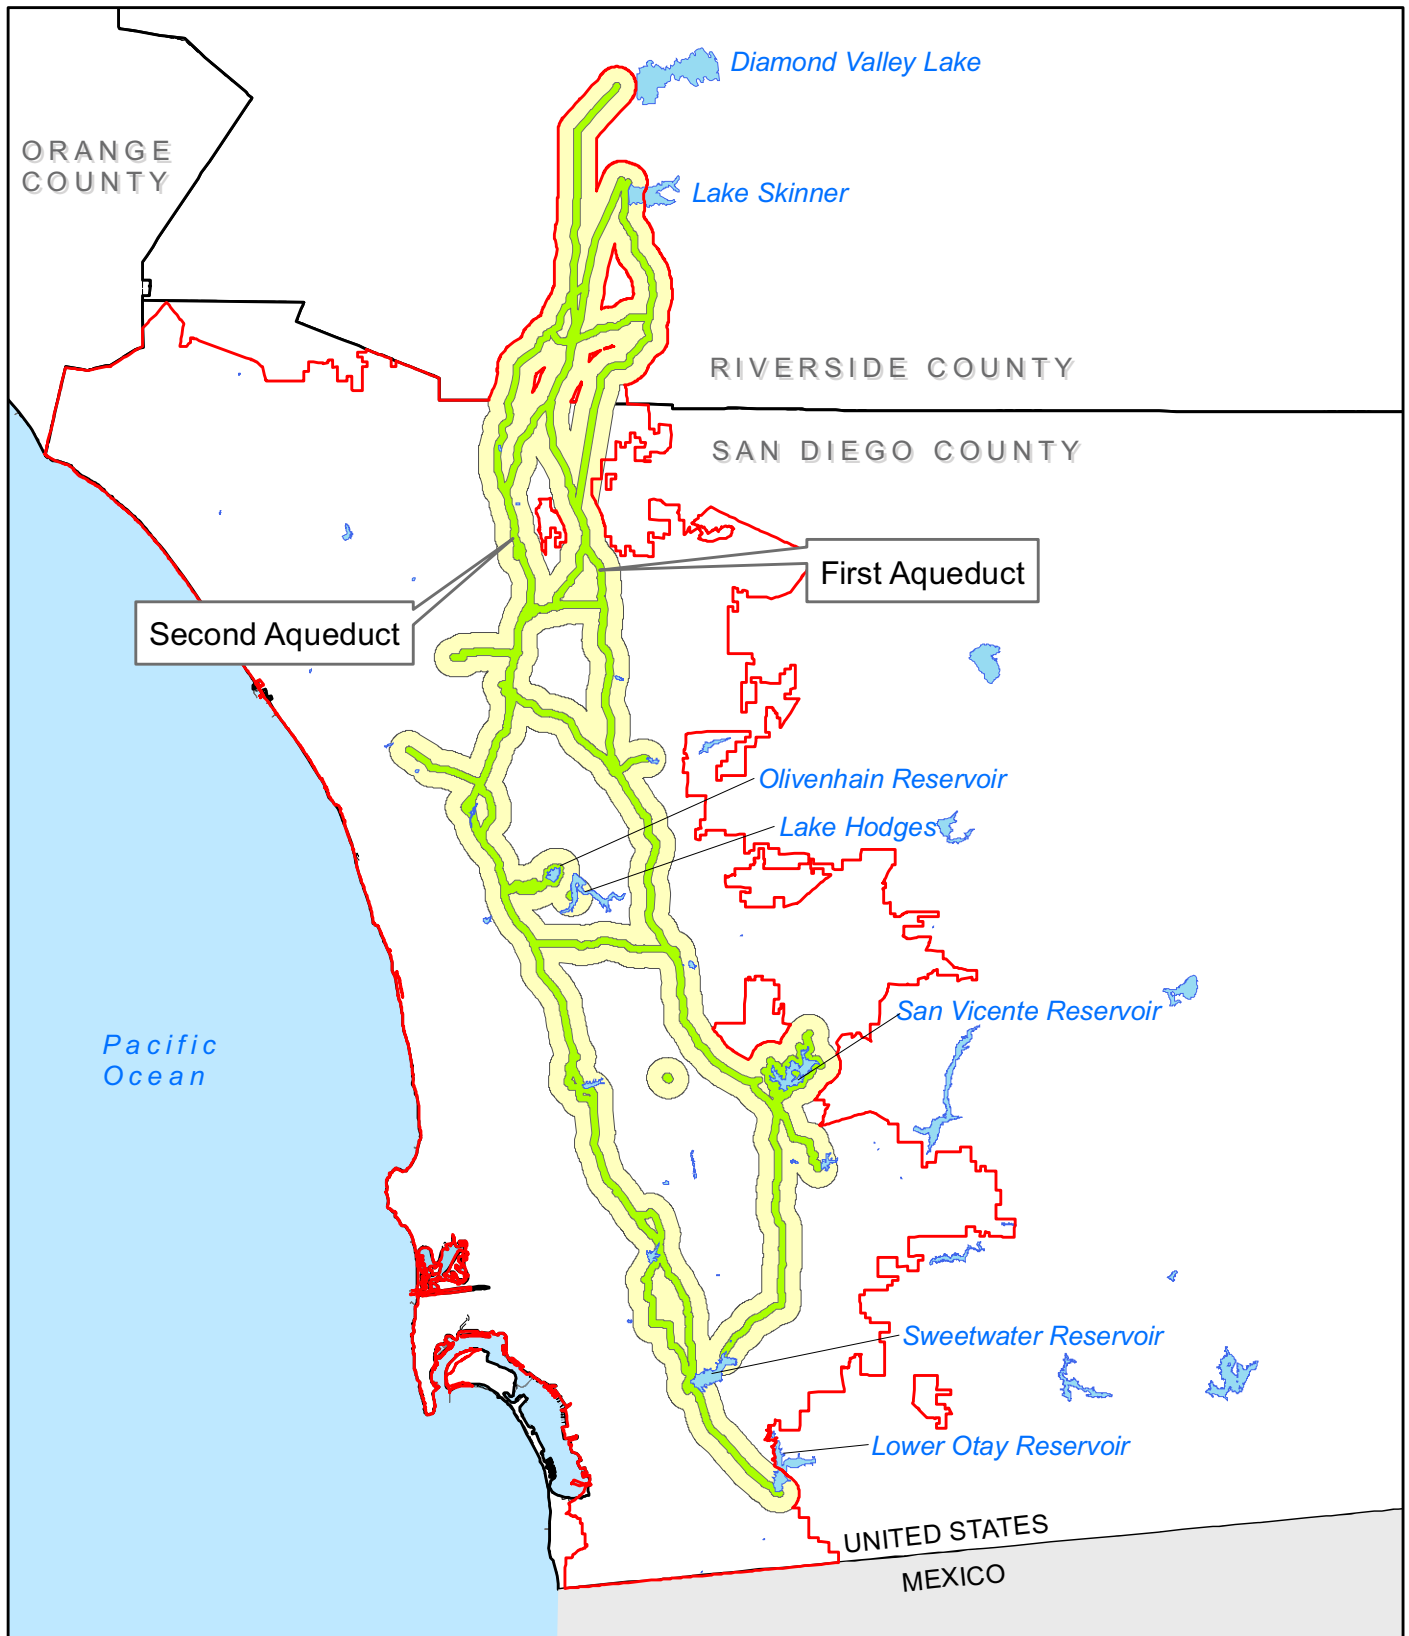 Diamond Valley Lake
ORANGE
COUNTY
Lake Skinner
RIVERSIDE COUNTY
SAN DIEGO COUNTY
First Aqueduct
Second Aqueduct
Olivenhain Reservoir
Lake Hodges
San Vicente Reservoir
Pacific
Ocean
Sweetwater Reservoir
Lower Otay Reservoir
UNITED STATES
MEXICO